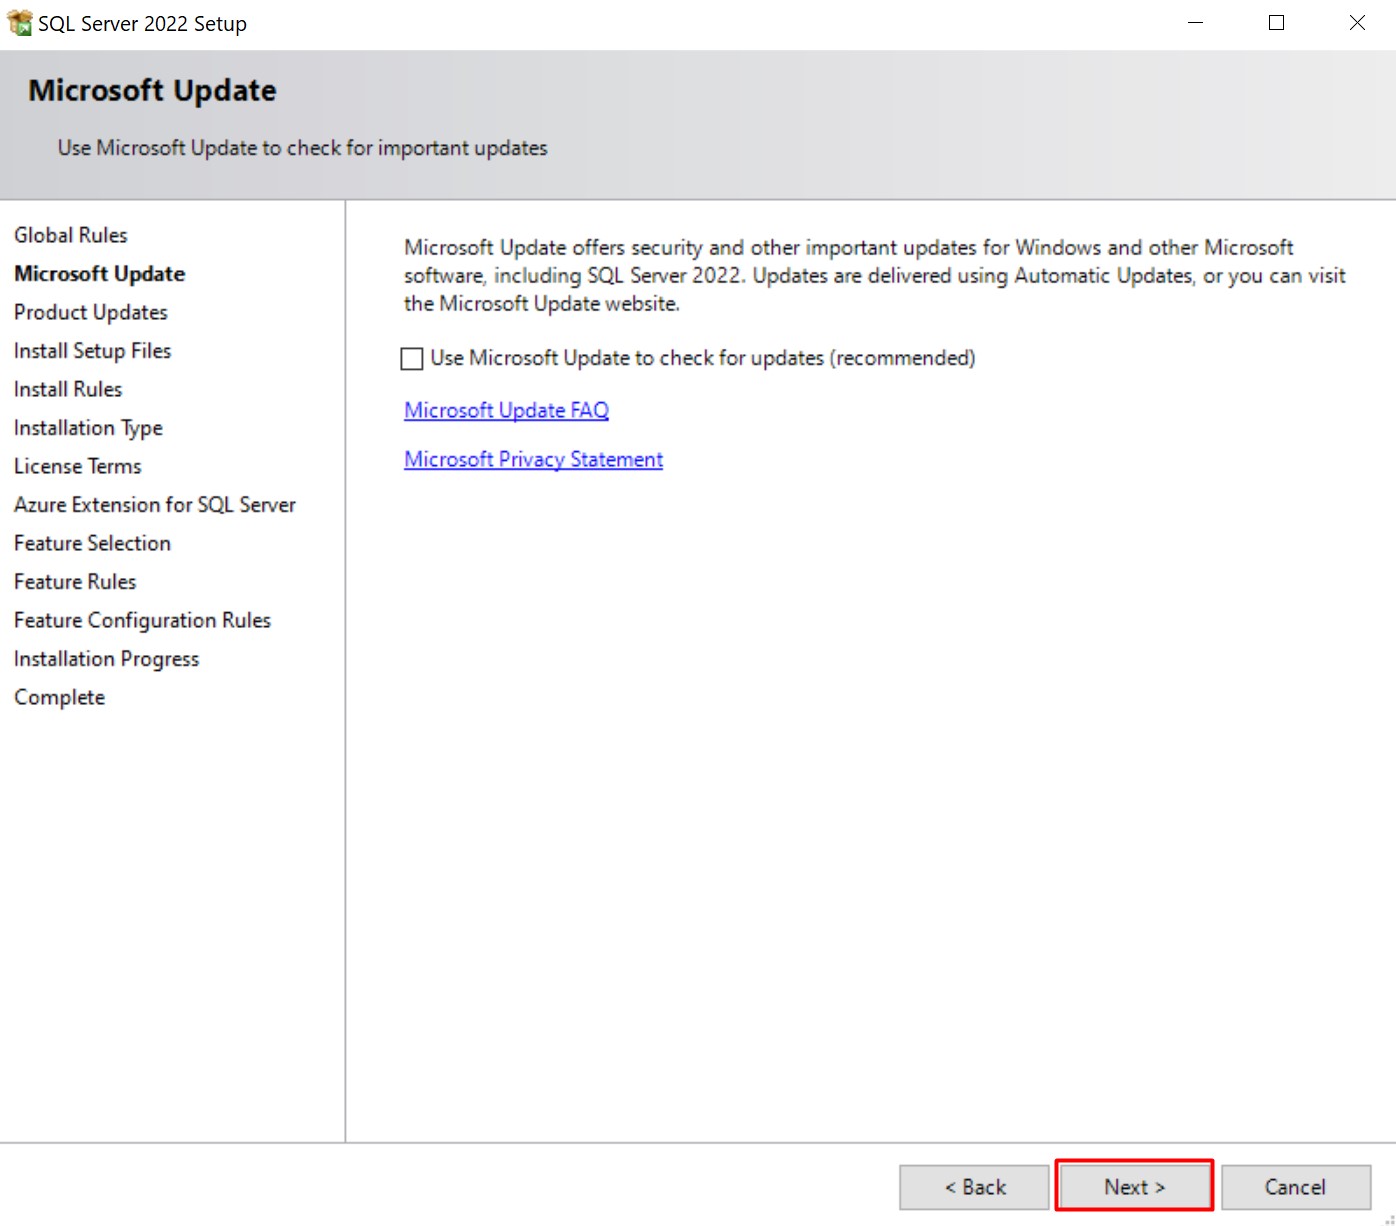 SQL Server 2022 Setup
Microsoft Update
Use Microsoft Update to check for important updates
Global Rules
Microsoft Update
Product Updates
Install Setup Files
Install Rules
Installation Type
License Terms
Azure Extension for SQL Server
Feature Selection
Feature Rules
Feature Configuration Rules
Installation Progress
Complete
Microsoft Update offers security and other important updates for Windows and other Microsoft
software, including SQL Server 2022. Updates are delivered using Automatic Updates, or you can visit
the Microsoft Update website.
Use Microsoft Update to check for updates (recommended)
Microsoft Update FAQ
Microsoft Privacy Statement
< Back
Next >
Cancel